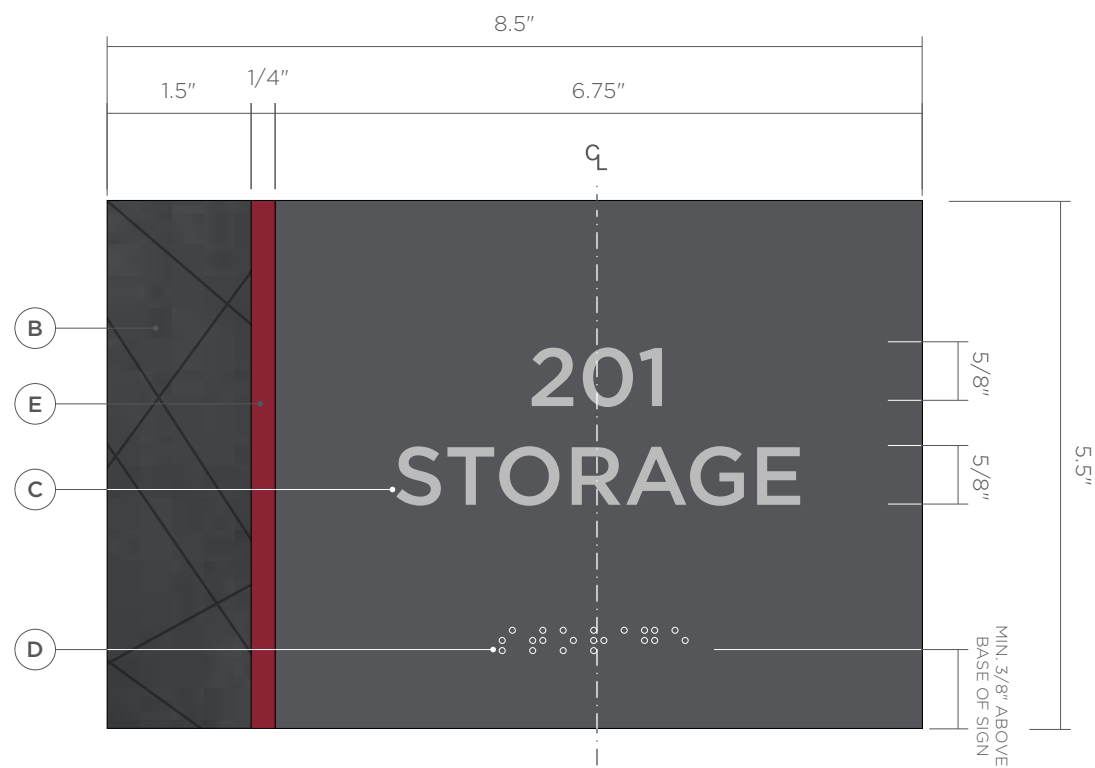 8.5"
1/4"
1.5"
6.75"
℄
B
E
C
D
201
STORAGE
⠎⠞⠕⠗⠁⠛⠑
5/8"
5/8"
5.5"
MIN. 3/8" ABOVE
BASE OF SIGN